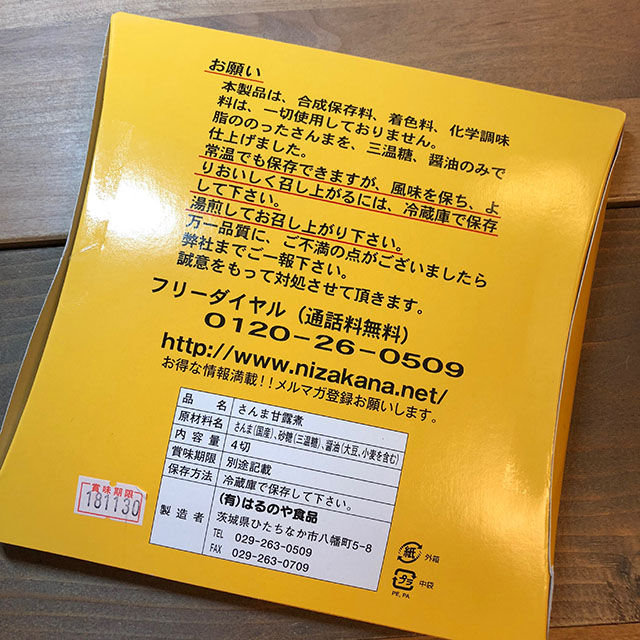 お願い
本製品は、合成保存料、着色料、化学調味
料は、一切使用しておりません。
脂ののったさんまを、三温糖、醤油のみで
仕上げました。
常温でも保存できますが、風味を保ち、よ
りおいしく召し上がるには、冷蔵庫で保存
して下さい。
湯煎してお召し上がり下さい。
万一品質に、ご不満の点がございましたら
弊社までご一報下さい。
誠意をもって対処させて頂きます。
フリーダイヤル（通話料無料）
0120-26-0509
http://www.nizakana.net/
お得な情報満載！！メルマガ登録お願いします。
品名 さんま甘露煮
原材料名 さんま(国産)、砂糖(三温糖)、醤油(大豆、小麦を含む)
内容量 4切
賞味期限 別途記載
保存方法 冷蔵庫で保存して下さい。
製造者 (有)はるのや食品
茨城県ひたちなか市八幡町5-8
TEL 029-263-0509
FAX 029-263-0709
賞味期限
181130
紙 外箱
プラ 中袋
PE, PA